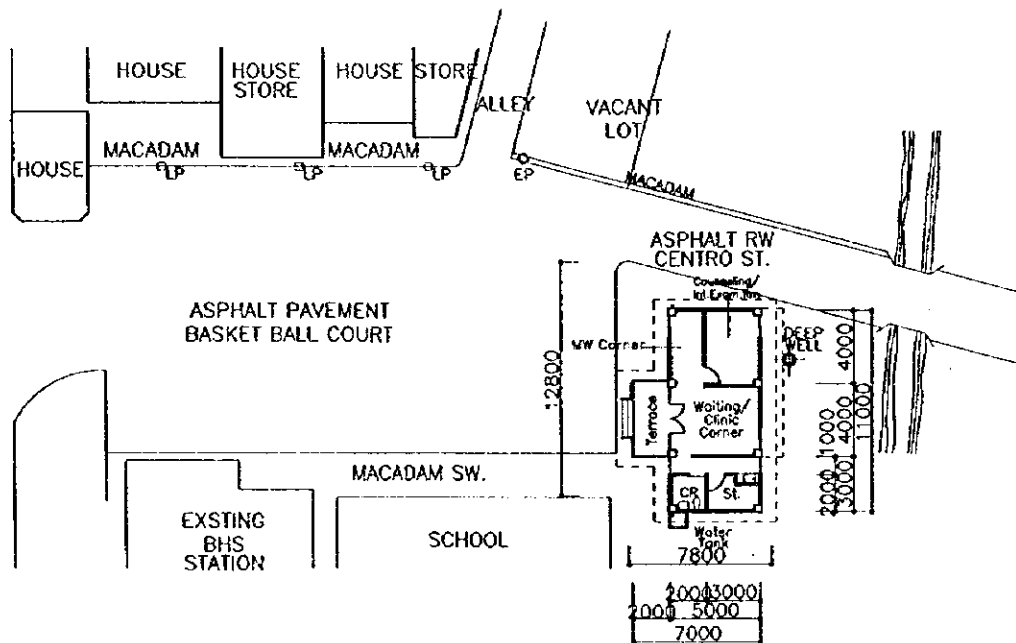 HOUSE
HOUSE
STORE
HOUSE
STORE
ALLEY
VACANT
LOT
HOUSE
MACADAM
MACADAM
LP
LP
LP
EP
MACADAM
ASPHALT RW
CENTRO ST.
ASPHALT PAVEMENT
BASKET BALL COURT
Counseling/
Int.Exam Rm
MW Corner
DEEP
WELL
12800
Terrace
Waiting/
Clinic
Corner
4000
4000
11000
1000
2000
3000
MACADAM SW.
CR
St.
EXSTING
BHS
STATION
SCHOOL
Water
Tank
7800
2000
3000
2000
5000
7000